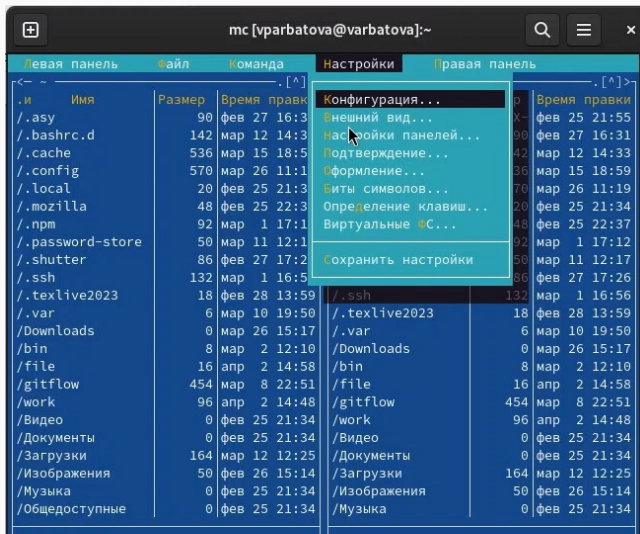 mc [vparbatova@varbatova]:~
Левая панель Файл Команда Настройки Правая панель
<— ~ .[^] .[^]>
.и Имя Размер Время правк Время правки
/.asy 90 фев 27 16:3 фев 25 21:55
/.bashrc.d 142 мар 12 14:3 фев 27 16:31
/.cache 536 мар 15 18:5 мар 12 14:33
/.config 570 мар 26 11:1 мар 15 18:59
/.local 20 фев 25 21:3 мар 26 11:19
/.mozilla 48 фев 25 22:3 фев 25 21:34
/.npm 92 мар 1 17:1 фев 25 22:37
/.password-store 50 мар 11 12:1 мар 1 17:12
/.shutter 86 фев 27 17:2 мар 11 12:17
/.ssh 132 мар 1 16:5 фев 27 17:26
/.texlive2023 18 фев 28 13:59 /.ssh 132 мар 1 16:56
/.var 6 мар 10 19:50 /.texlive2023 18 фев 28 13:59
/Downloads 0 мар 26 15:17 /.var 6 мар 10 19:50
/bin 8 мар 2 12:10 /Downloads 0 мар 26 15:17
/file 16 апр 2 14:58 /bin 8 мар 2 12:10
/gitflow 454 мар 8 22:51 /file 16 апр 2 14:58
/work 96 апр 2 14:48 /gitflow 454 мар 8 22:51
/Видео 0 фев 25 21:34 /work 96 апр 2 14:48
/Документы 0 фев 25 21:34 /Видео 0 фев 25 21:34
/Загрузки 164 мар 12 12:25 /Документы 0 фев 25 21:34
/Изображения 50 фев 26 15:14 /Загрузки 164 мар 12 12:25
/Музыка 0 фев 25 21:34 /Изображения 50 фев 26 15:14
/Общедоступные 0 фев 25 21:34 /Музыка 0 фев 25 21:34
Конфигурация...
Внешний вид...
Настройки панелей...
Подтверждение...
Оформление...
Биты символов...
Определение клавиш...
Виртуальные ФС...
Сохранить настройки